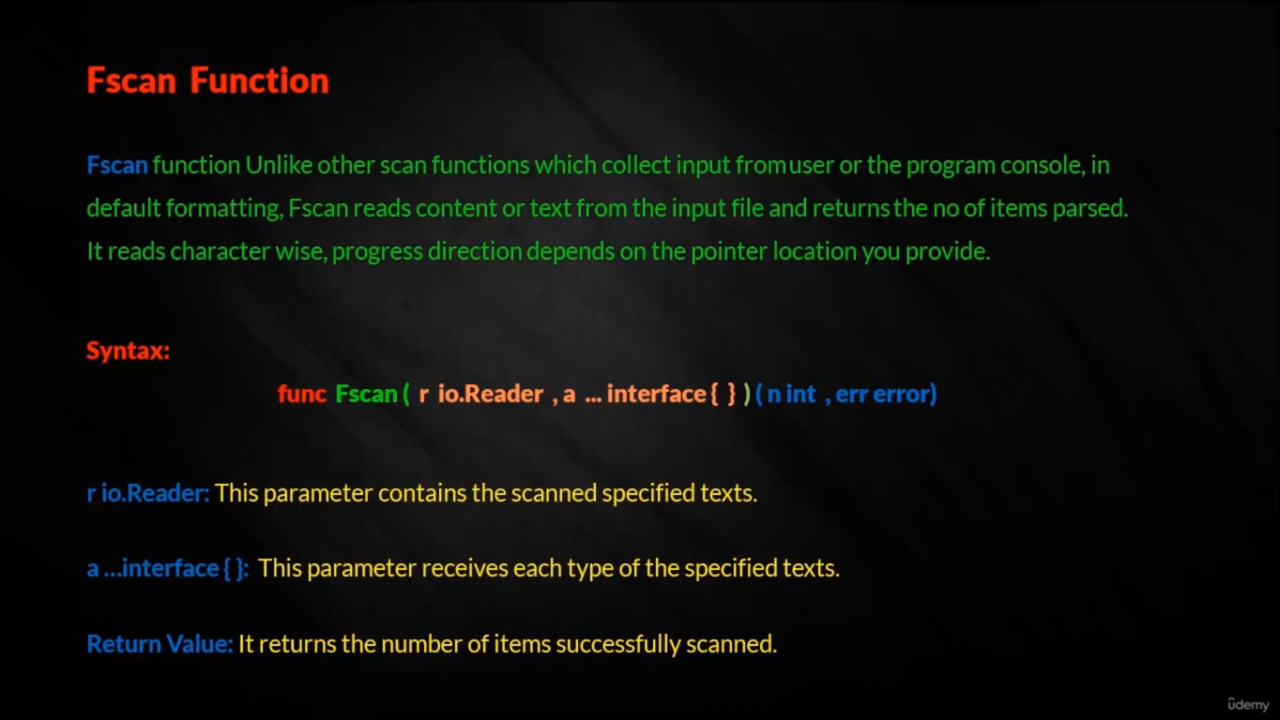 Fscan Function
Fscan function Unlike other scan functions which collect input from user or the program console, in
default formatting, Fscan reads content or text from the input file and returns the no of items parsed.
It reads character wise, progress direction depends on the pointer location you provide.
Syntax:
func Fscan ( r io.Reader , a ... interface { } ) ( n int , err error)
r io.Reader: This parameter contains the scanned specified texts.
a ...interface { }: This parameter receives each type of the specified texts.
Return Value: It returns the number of items successfully scanned.
ûdemy